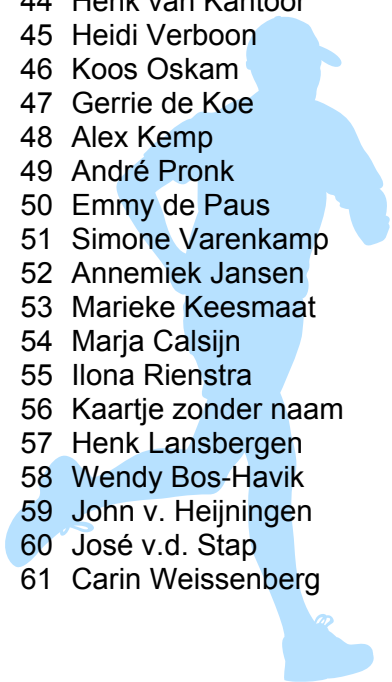 44 Henk van Kantoor
45 Heidi Verboon
46 Koos Oskam
47 Gerrie de Koe
48 Alex Kemp
49 André Pronk
50 Emmy de Paus
51 Simone Varenkamp
52 Annemiek Jansen
53 Marieke Keesmaat
54 Marja Calsijn
55 Ilona Rienstra
56 Kaartje zonder naam
57 Henk Lansbergen
58 Wendy Bos-Havik
59 John v. Heijningen
60 José v.d. Stap
61 Carin Weissenberg